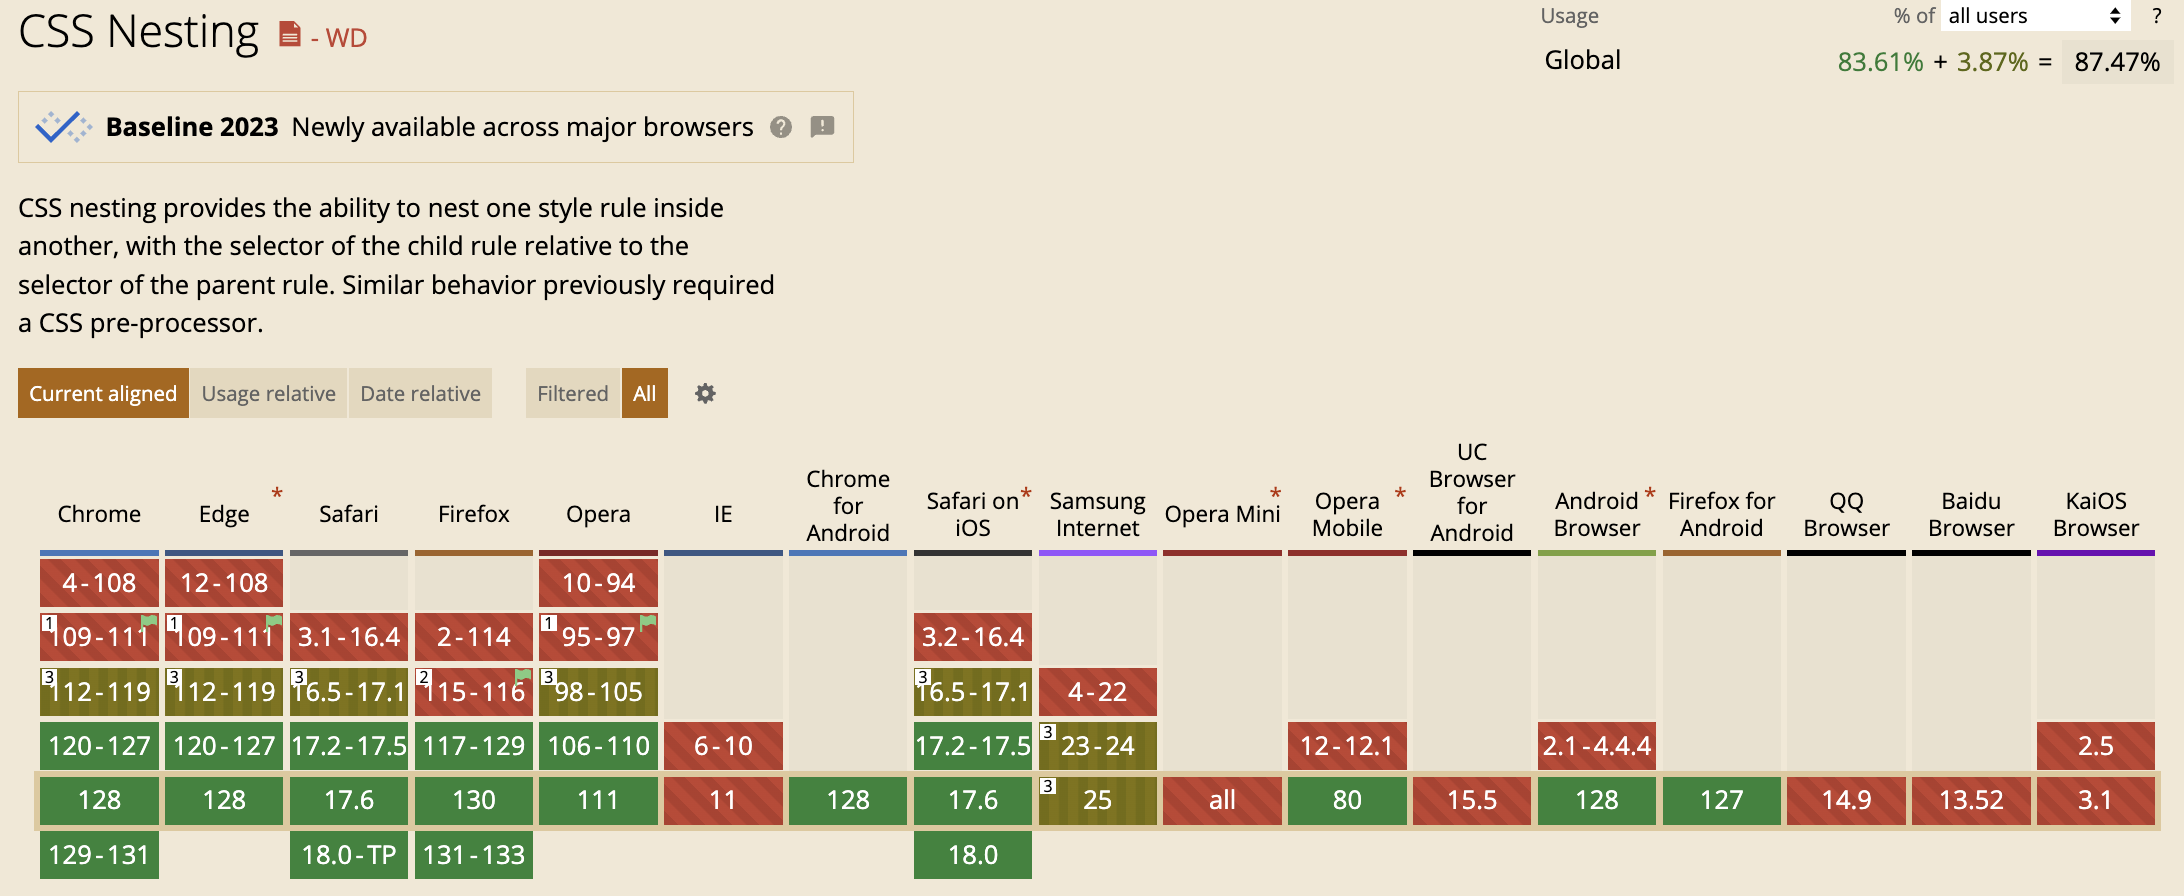 CSS Nesting - WD
Usage % of all users ?
Global 83.61% + 3.87% = 87.47%
Baseline 2023 Newly available across major browsers
CSS nesting provides the ability to nest one style rule inside
another, with the selector of the child rule relative to the
selector of the parent rule. Similar behavior previously required
a CSS pre-processor.
Current aligned Usage relative Date relative Filtered All
Chrome
Edge *
Safari
Firefox
Opera
IE
Chrome
for
Android
Safari on *
iOS
Samsung
Internet
Opera Mini *
Opera *
Mobile
UC
Browser
for
Android
Android *
Browser
Firefox for
Android
QQ
Browser
Baidu
Browser
KaiOS
Browser
4-108 12-108 10-94
1 109-111 1 109-111 3.1-16.4 2-114 1 95-97 3.2-16.4
3 112-119 3 112-119 3 16.5-17.1 2 115-116 3 98-105 3 16.5-17.1 4-22
120-127 120-127 17.2-17.5 117-129 106-110 6-10 17.2-17.5 3 23-24 12-12.1 2.1-4.4.4 2.5
128 128 17.6 130 111 11 128 17.6 3 25 all 80 15.5 128 127 14.9 13.52 3.1
129-131 18.0-TP 131-133 18.0